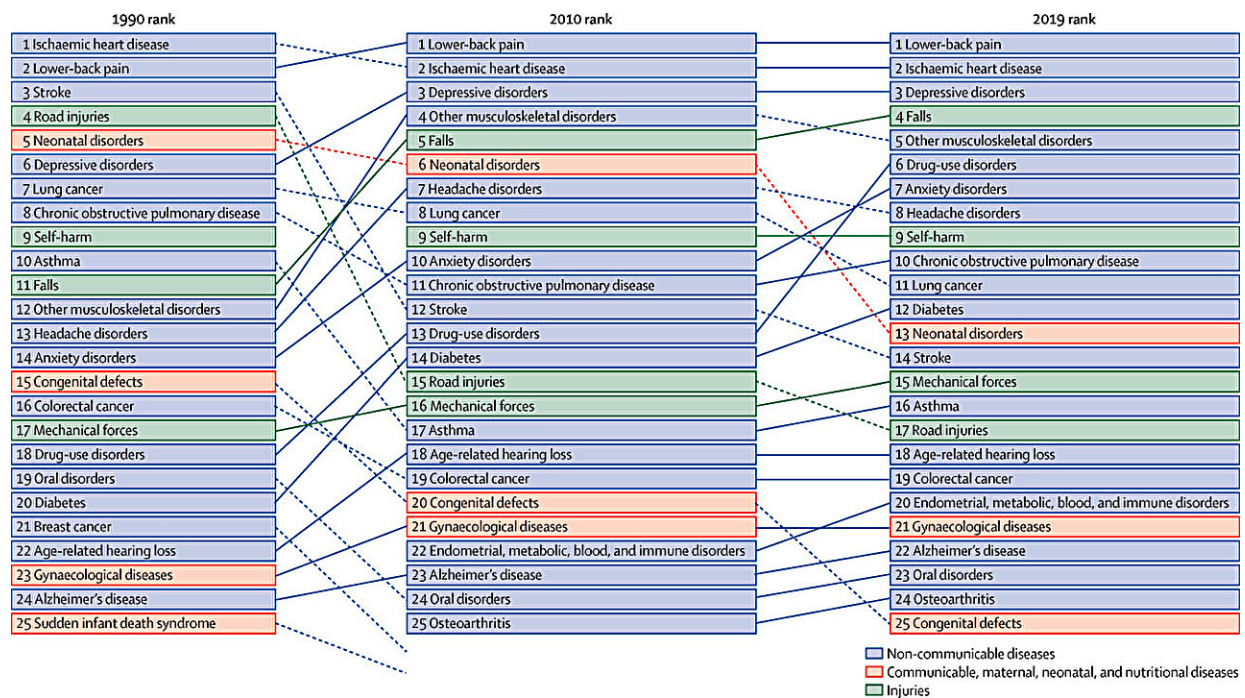 1990 rank
1 Ischaemic heart disease
2 Lower-back pain
3 Stroke
4 Road injuries
5 Neonatal disorders
6 Depressive disorders
7 Lung cancer
8 Chronic obstructive pulmonary disease
9 Self-harm
10 Asthma
11 Falls
12 Other musculoskeletal disorders
13 Headache disorders
14 Anxiety disorders
15 Congenital defects
16 Colorectal cancer
17 Mechanical forces
18 Drug-use disorders
19 Oral disorders
20 Diabetes
21 Breast cancer
22 Age-related hearing loss
23 Gynaecological diseases
24 Alzheimer's disease
25 Sudden infant death syndrome
2010 rank
1 Lower-back pain
2 Ischaemic heart disease
3 Depressive disorders
4 Other musculoskeletal disorders
5 Falls
6 Neonatal disorders
7 Headache disorders
8 Lung cancer
9 Self-harm
10 Anxiety disorders
11 Chronic obstructive pulmonary disease
12 Stroke
13 Drug-use disorders
14 Diabetes
15 Road injuries
16 Mechanical forces
17 Asthma
18 Age-related hearing loss
19 Colorectal cancer
20 Congenital defects
21 Gynaecological diseases
22 Endometrial, metabolic, blood, and immune disorders
23 Alzheimer's disease
24 Oral disorders
25 Osteoarthritis
2019 rank
1 Lower-back pain
2 Ischaemic heart disease
3 Depressive disorders
4 Falls
5 Other musculoskeletal disorders
6 Drug-use disorders
7 Anxiety disorders
8 Headache disorders
9 Self-harm
10 Chronic obstructive pulmonary disease
11 Lung cancer
12 Diabetes
13 Neonatal disorders
14 Stroke
15 Mechanical forces
16 Asthma
17 Road injuries
18 Age-related hearing loss
19 Colorectal cancer
20 Endometrial, metabolic, blood, and immune disorders
21 Gynaecological diseases
22 Alzheimer's disease
23 Oral disorders
24 Osteoarthritis
25 Congenital defects
Non-communicable diseases
Communicable, maternal, neonatal, and nutritional diseases
Injuries